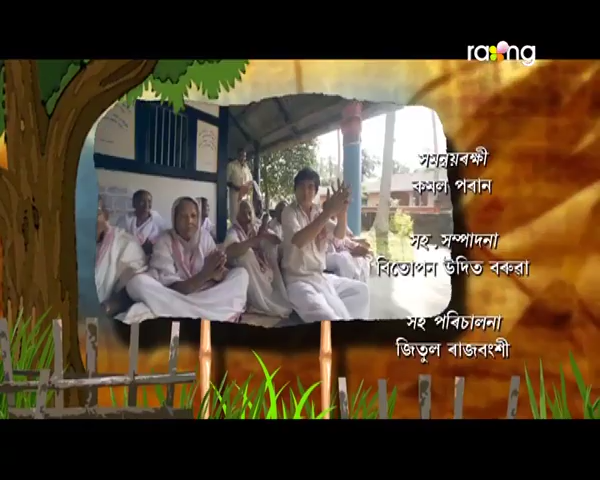 rang
সমন্বয়ৰক্ষী
কমল পৰান
সহ সম্পাদনা
বিতোপন উদিত বৰুৱা
সহ পৰিচালনা
জিতুল ৰাজবংশী